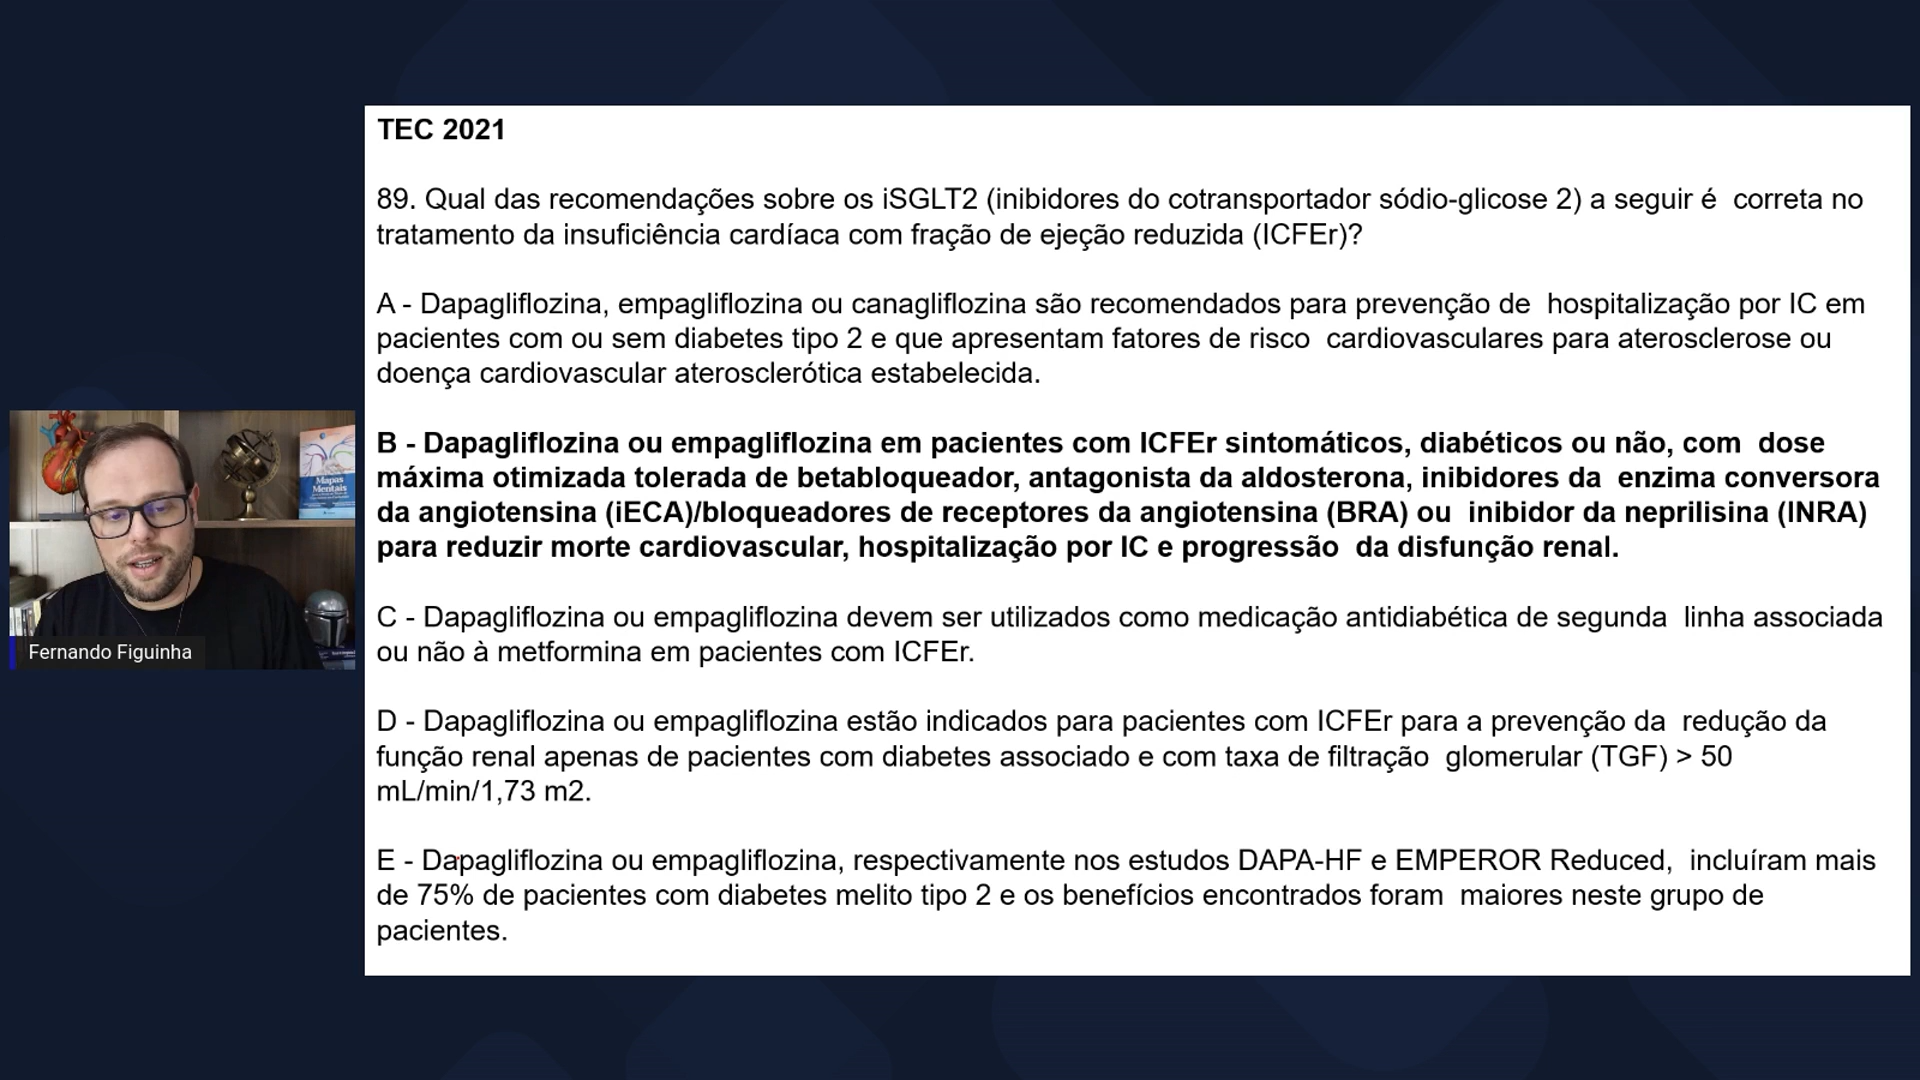 TEC 2021
89. Qual das recomendações sobre os iSGLT2 (inibidores do cotransportador sódio-glicose 2) a seguir é correta no
tratamento da insuficiência cardíaca com fração de ejeção reduzida (ICFEr)?
A - Dapagliflozina, empagliflozina ou canagliflozina são recomendados para prevenção de hospitalização por IC em
pacientes com ou sem diabetes tipo 2 e que apresentam fatores de risco cardiovasculares para aterosclerose ou
doença cardiovascular aterosclerótica estabelecida.
B - Dapagliflozina ou empagliflozina em pacientes com ICFEr sintomáticos, diabéticos ou não, com dose
máxima otimizada tolerada de betabloqueador, antagonista da aldosterona, inibidores da enzima conversora
da angiotensina (iECA)/bloqueadores de receptores da angiotensina (BRA) ou inibidor da neprilisina (INRA)
para reduzir morte cardiovascular, hospitalização por IC e progressão da disfunção renal.
C - Dapagliflozina ou empagliflozina devem ser utilizados como medicação antidiabética de segunda linha associada
ou não à metformina em pacientes com ICFEr.
D - Dapagliflozina ou empagliflozina estão indicados para pacientes com ICFEr para a prevenção da redução da
função renal apenas de pacientes com diabetes associado e com taxa de filtração glomerular (TGF) > 50
mL/min/1,73 m2.
E - Dapagliflozina ou empagliflozina, respectivamente nos estudos DAPA-HF e EMPEROR Reduced, incluíram mais
de 75% de pacientes com diabetes melito tipo 2 e os benefícios encontrados foram maiores neste grupo de
pacientes.
Mapas
Mentais
Fernando Figuinha